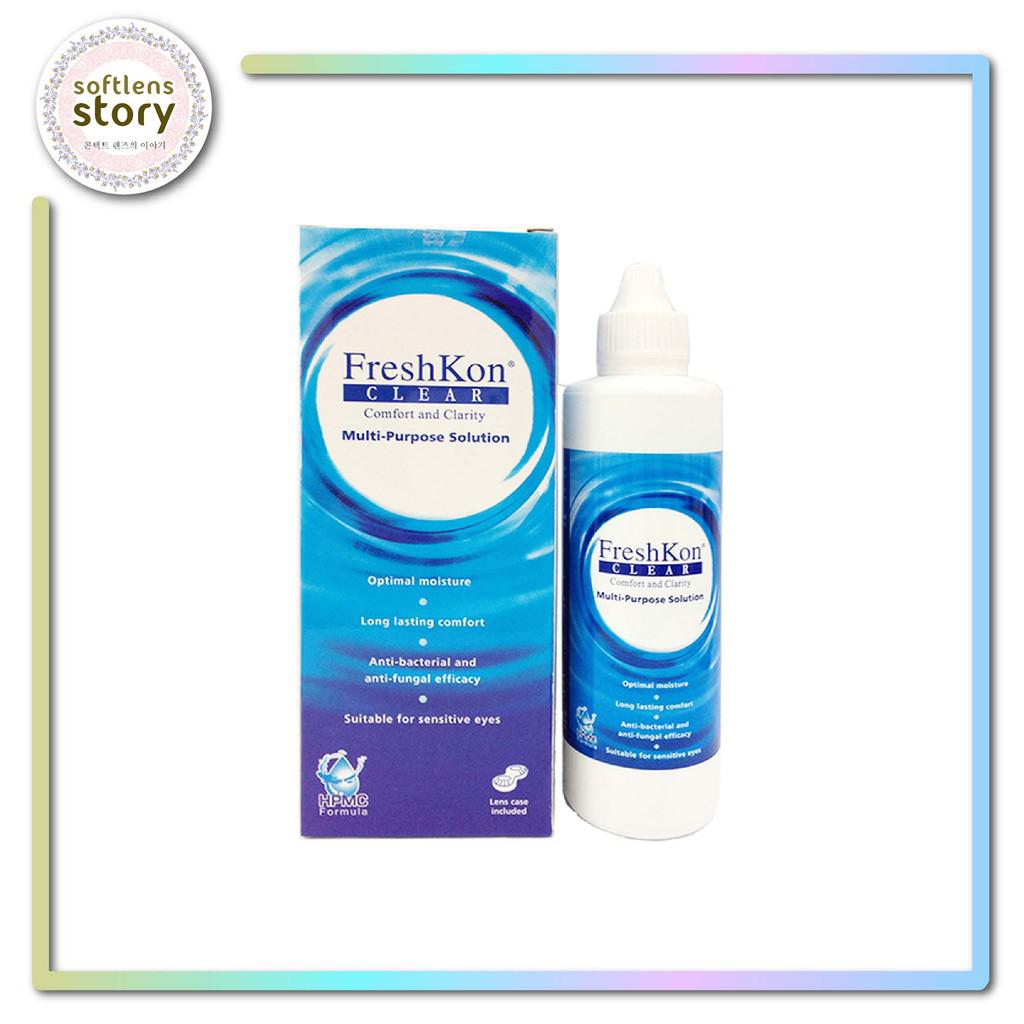 softlens
story
콘택트 렌즈의 이야기
FreshKon®
CLEAR
Comfort and Clarity
Multi-Purpose Solution
Optimal moisture
Long lasting comfort
Anti-bacterial and
anti-fungal efficacy
Suitable for sensitive eyes
HPMC
Formula
Lens case
included
FreshKon®
CLEAR
Comfort and Clarity
Multi-Purpose Solution
Optimal moisture
Long lasting comfort
Anti-bacterial and
anti-fungal efficacy
Suitable for sensitive eyes
HPMC
Formula